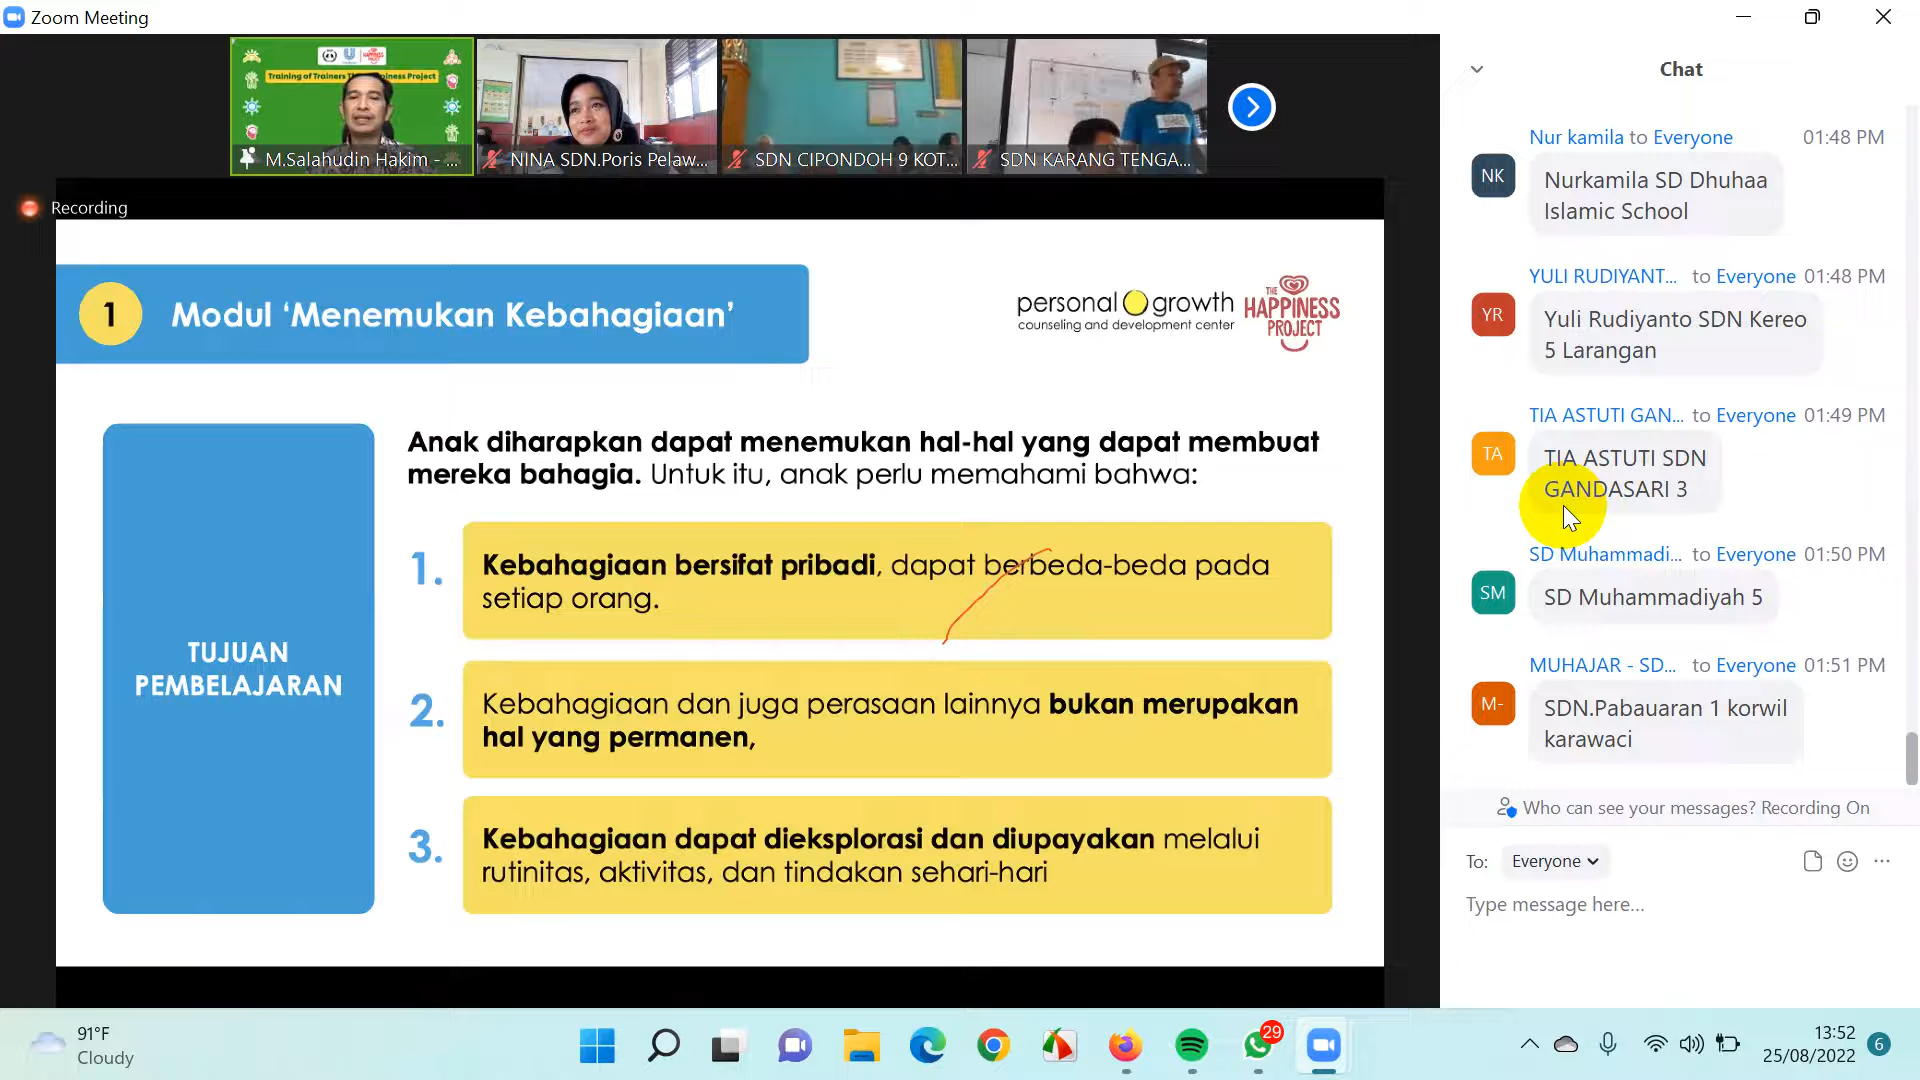 Zoom Meeting
Training of Trainers The Happiness Project
M.Salahudin Hakim - ...
NINA SDN.Poris Pelaw...
SDN CIPONDOH 9 KOT...
SDN KARANG TENGA...
Recording
1
Modul ‘Menemukan Kebahagiaan’
personal growth
counseling and development center
THE
HAPPINESS
PROJECT
TUJUAN
PEMBELAJARAN
Anak diharapkan dapat menemukan hal-hal yang dapat membuat
mereka bahagia. Untuk itu, anak perlu memahami bahwa:
1. Kebahagiaan bersifat pribadi, dapat berbeda-beda pada
setiap orang.
2. Kebahagiaan dan juga perasaan lainnya bukan merupakan
hal yang permanen,
3. Kebahagiaan dapat dieksplorasi dan diupayakan melalui
rutinitas, aktivitas, dan tindakan sehari-hari
Chat
Nur kamila to Everyone 01:48 PM
NK
Nurkamila SD Dhuhaa
Islamic School
YULI RUDIYANT... to Everyone 01:48 PM
YR
Yuli Rudiyanto SDN Kereo
5 Larangan
TIA ASTUTI GAN... to Everyone 01:49 PM
TA
TIA ASTUTI SDN
GANDASARI 3
SD Muhammadi... to Everyone 01:50 PM
SM
SD Muhammadiyah 5
MUHAJAR - SD... to Everyone 01:51 PM
M-
SDN.Pabauaran 1 korwil
karawaci
Who can see your messages? Recording On
To: Everyone
Type message here...
91°F
Cloudy
29
13:52
25/08/2022
6